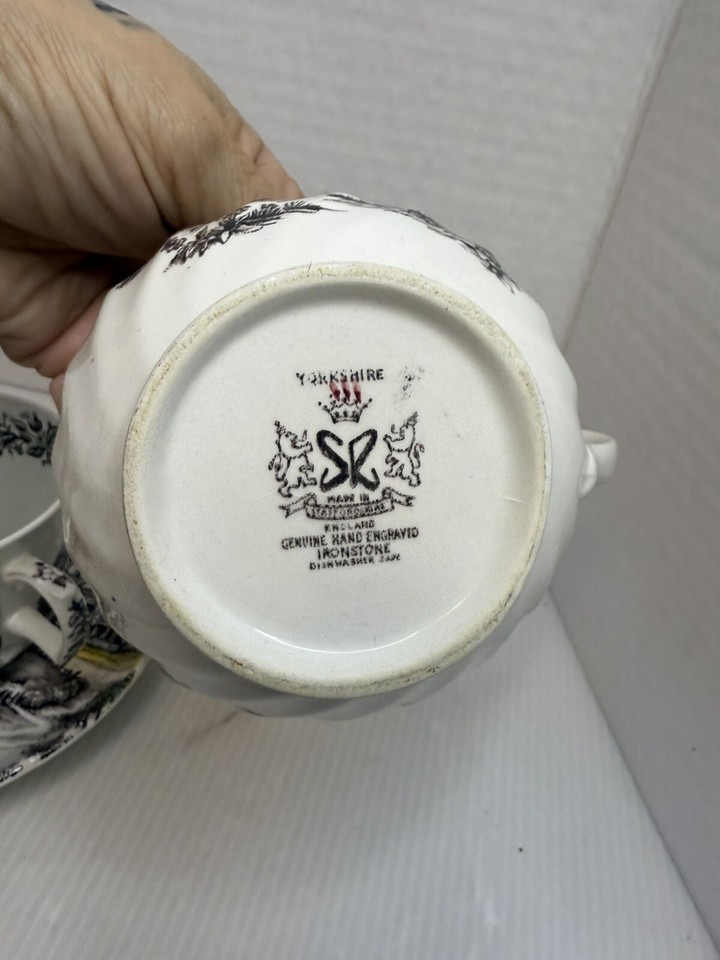 YORKSHIRE
SR
MADE IN
STAFFORDSHIRE
ENGLAND
GENUINE HAND ENGRAVED
IRONSTONE
DISHWASHER SAFE